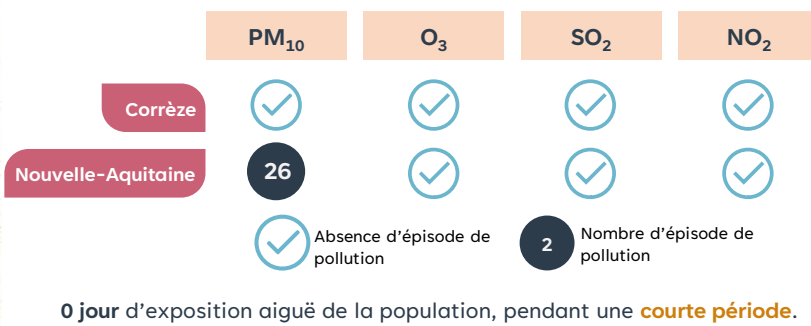 PM₁₀ O₃ SO₂ NO₂
Corrèze
Nouvelle-Aquitaine 26
Absence d'épisode de
pollution
2 Nombre d'épisode de
pollution
0 jour d'exposition aiguë de la population, pendant une courte période.